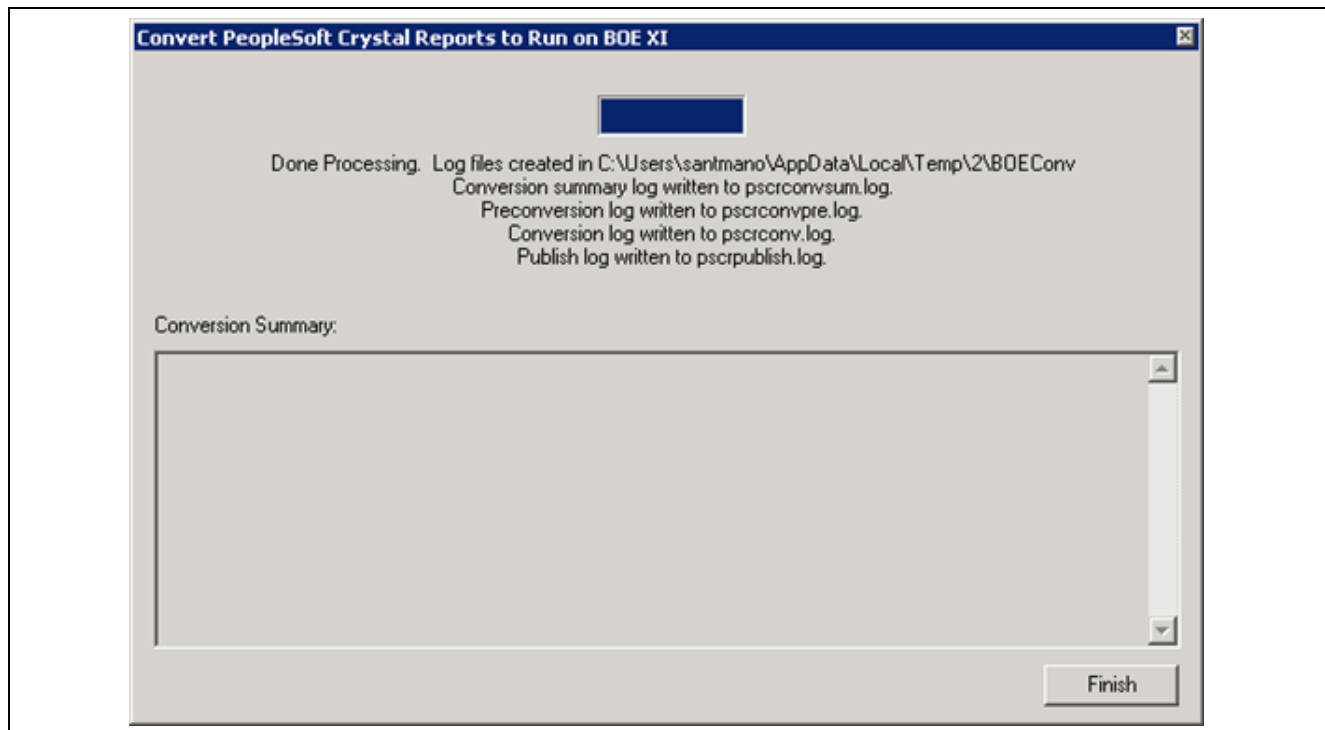 Convert PeopleSoft Crystal Reports to Run on BOE XI
Done Processing.  Log files created in C:\Users\santmano\AppData\Local\Temp\2\BOEConv
Conversion summary log written to pscrconvsum.log.
Preconversion log written to pscrconvpre.log.
Conversion log written to pscrconv.log.
Publish log written to pscrpublish.log.
Conversion Summary:
Finish